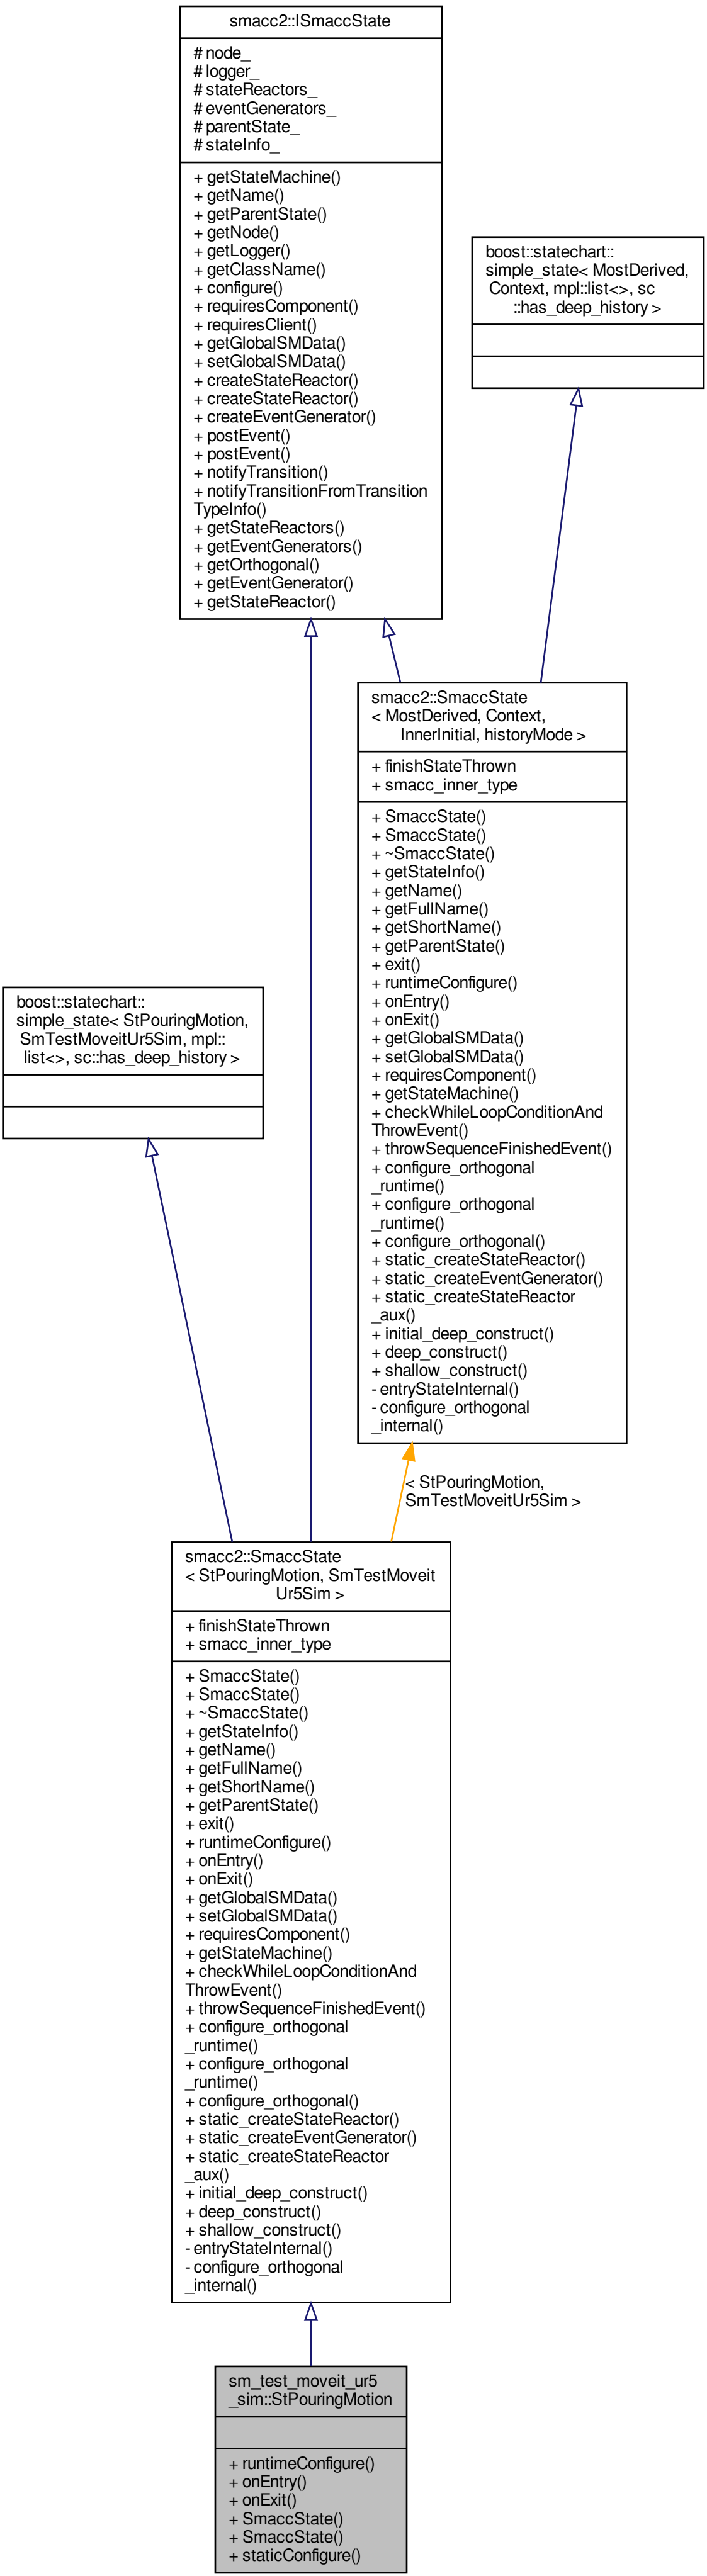 smacc2::ISmaccState
# node_
# logger_
# stateReactors_
# eventGenerators_
# parentState_
# stateInfo_
+ getStateMachine()
+ getName()
+ getParentState()
+ getNode()
+ getLogger()
+ getClassName()
+ configure()
+ requiresComponent()
+ requiresClient()
+ getGlobalSMData()
+ setGlobalSMData()
+ createStateReactor()
+ createStateReactor()
+ createEventGenerator()
+ postEvent()
+ postEvent()
+ notifyTransition()
+ notifyTransitionFromTransition
TypeInfo()
+ getStateReactors()
+ getEventGenerators()
+ getOrthogonal()
+ getEventGenerator()
+ getStateReactor()
boost::statechart::
simple_state< MostDerived,
Context, mpl::list<>, sc
::has_deep_history >
smacc2::SmaccState
< MostDerived, Context,
InnerInitial, historyMode >
+ finishStateThrown
+ smacc_inner_type
+ SmaccState()
+ SmaccState()
+ ~SmaccState()
+ getStateInfo()
+ getName()
+ getFullName()
+ getShortName()
+ getParentState()
+ exit()
+ runtimeConfigure()
+ onEntry()
+ onExit()
+ getGlobalSMData()
+ setGlobalSMData()
+ requiresComponent()
+ getStateMachine()
+ checkWhileLoopConditionAnd
ThrowEvent()
+ throwSequenceFinishedEvent()
+ configure_orthogonal
_runtime()
+ configure_orthogonal
_runtime()
+ configure_orthogonal()
+ static_createStateReactor()
+ static_createEventGenerator()
+ static_createStateReactor
_aux()
+ initial_deep_construct()
+ deep_construct()
+ shallow_construct()
- entryStateInternal()
- configure_orthogonal
_internal()
boost::statechart::
simple_state< StPouringMotion,
SmTestMoveitUr5Sim, mpl::
list<>, sc::has_deep_history >
< StPouringMotion,
SmTestMoveitUr5Sim >
smacc2::SmaccState
< StPouringMotion, SmTestMoveit
Ur5Sim >
+ finishStateThrown
+ smacc_inner_type
+ SmaccState()
+ SmaccState()
+ ~SmaccState()
+ getStateInfo()
+ getName()
+ getFullName()
+ getShortName()
+ getParentState()
+ exit()
+ runtimeConfigure()
+ onEntry()
+ onExit()
+ getGlobalSMData()
+ setGlobalSMData()
+ requiresComponent()
+ getStateMachine()
+ checkWhileLoopConditionAnd
ThrowEvent()
+ throwSequenceFinishedEvent()
+ configure_orthogonal
_runtime()
+ configure_orthogonal
_runtime()
+ configure_orthogonal()
+ static_createStateReactor()
+ static_createEventGenerator()
+ static_createStateReactor
_aux()
+ initial_deep_construct()
+ deep_construct()
+ shallow_construct()
- entryStateInternal()
- configure_orthogonal
_internal()
sm_test_moveit_ur5
_sim::StPouringMotion
+ runtimeConfigure()
+ onEntry()
+ onExit()
+ SmaccState()
+ SmaccState()
+ staticConfigure()